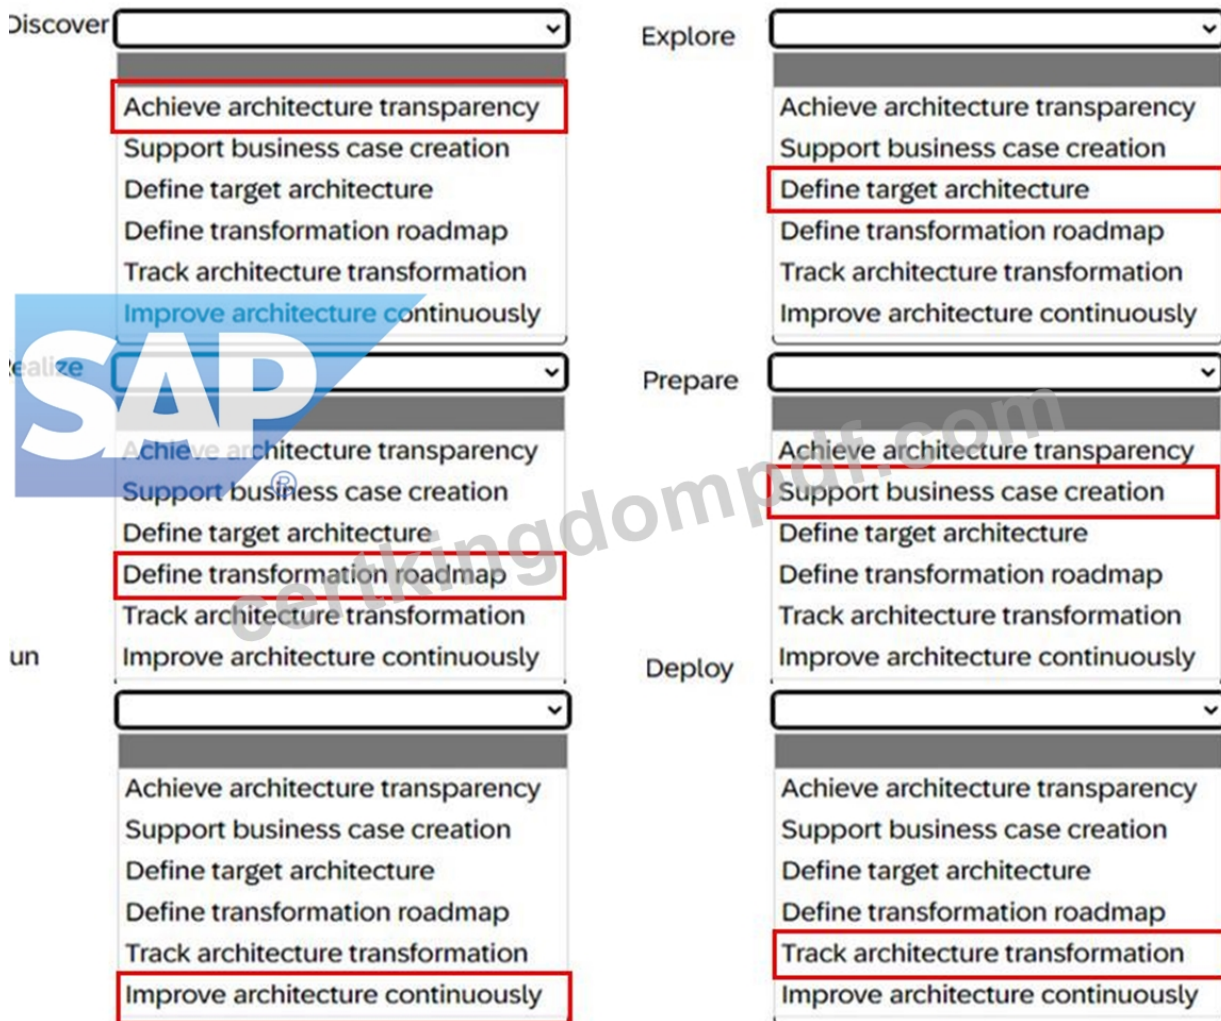 Discover
Achieve architecture transparency
Support business case creation
Define target architecture
Define transformation roadmap
Track architecture transformation
Improve architecture continuously
Explore
Achieve architecture transparency
Support business case creation
Define target architecture
Define transformation roadmap
Track architecture transformation
Improve architecture continuously
ealize
Achieve architecture transparency
Support business case creation
Define target architecture
Define transformation roadmap
Track architecture transformation
Improve architecture continuously
Prepare
Achieve architecture transparency
Support business case creation
Define target architecture
Define transformation roadmap
Track architecture transformation
Improve architecture continuously
un
Achieve architecture transparency
Support business case creation
Define target architecture
Define transformation roadmap
Track architecture transformation
Improve architecture continuously
Deploy
Achieve architecture transparency
Support business case creation
Define target architecture
Define transformation roadmap
Track architecture transformation
Improve architecture continuously
SAP®
certkingdompdf.com